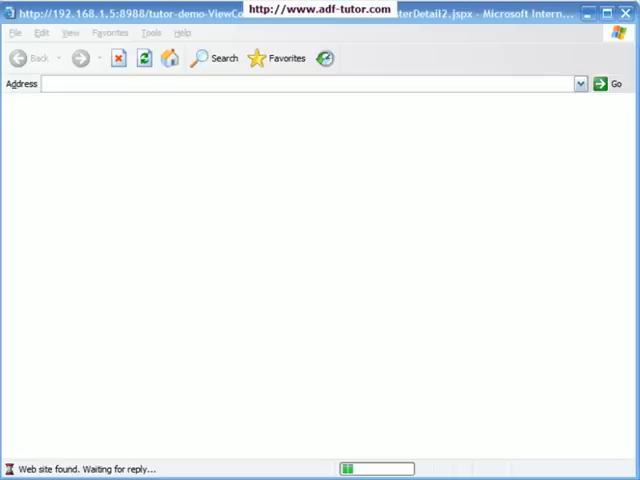 http://www.adf-tutor.com
http://192.168.1.5:8988/tutor-demo-ViewCo terDetail2.jspx - Microsoft Intern...
File Edit View Favorites Tools Help
Back Search Favorites
Address Go
Web site found. Waiting for reply...